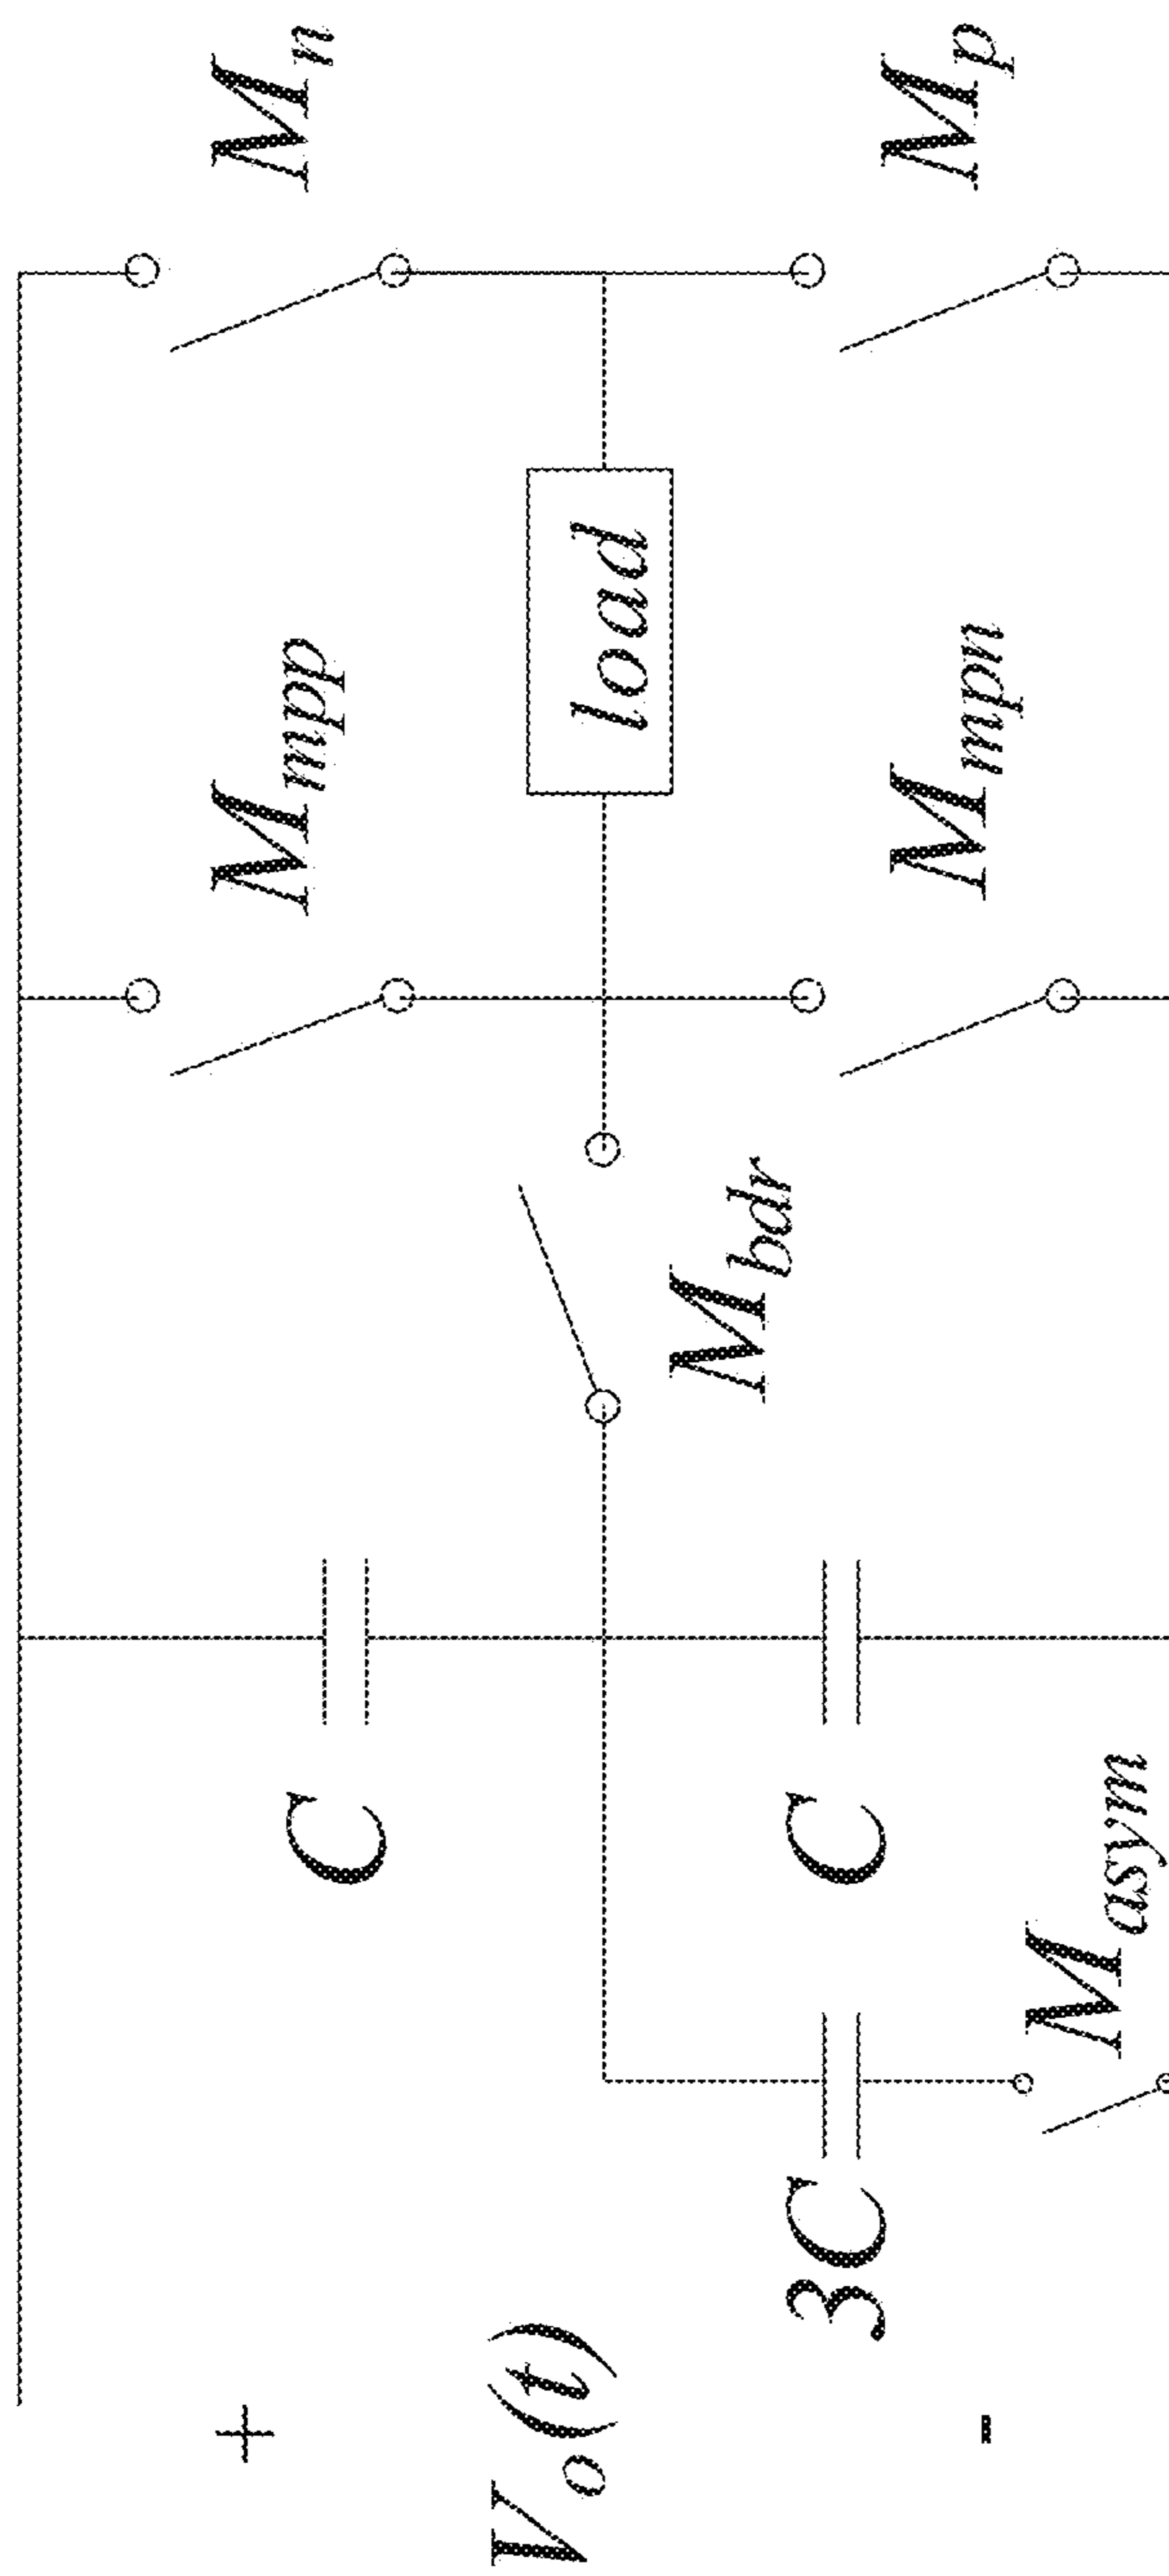 M_n
M_p
M_mpp
load
M_mpn
M_bdr
C
C
M_asym
3C
+
V_o(t)
-